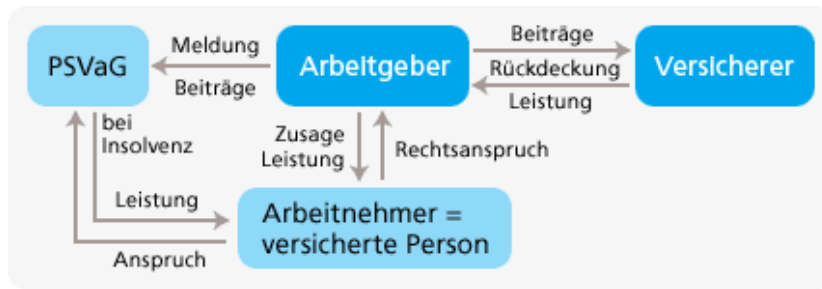 PSVaG
Meldung
Beiträge
Arbeitgeber
Beiträge
Rückdeckung
Leistung
Versicherer
bei
Insolvenz
Zusage
Leistung
Rechtsanspruch
Leistung
Anspruch
Arbeitnehmer =
versicherte Person